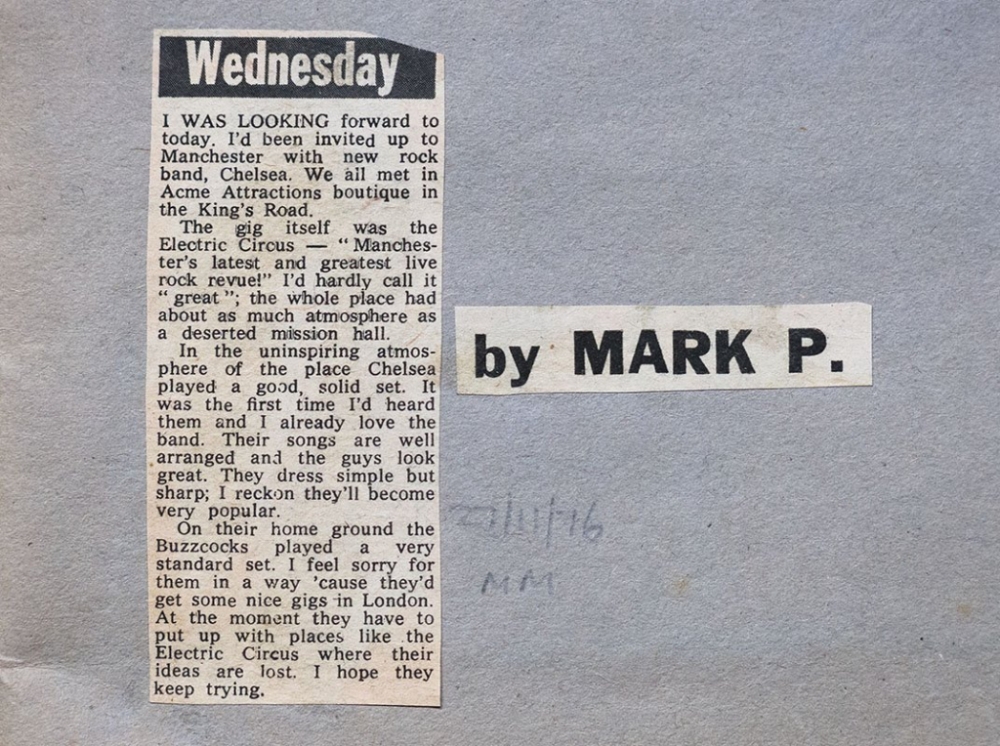 Wednesday
I WAS LOOKING forward to
today. I'd been invited up to
Manchester with new rock
band, Chelsea. We all met in
Acme Attractions boutique in
the King's Road.
The gig itself was the
Electric Circus — "Manches-
ter's latest and greatest live
rock revue!" I'd hardly call it
"great"; the whole place had
about as much atmosphere as
a deserted mission hall.
In the uninspiring atmos-
phere of the place Chelsea
played a good, solid set. It
was the first time I'd heard
them and I already love the
band. Their songs are well
arranged and the guys look
great. They dress simple but
sharp; I reckon they'll become
very popular.
On their home ground the
Buzzcocks played a very
standard set. I feel sorry for
them in a way 'cause they'd
get some nice gigs in London.
At the moment they have to
put up with places like the
Electric Circus where their
ideas are lost. I hope they
keep trying.
by MARK P.
MM